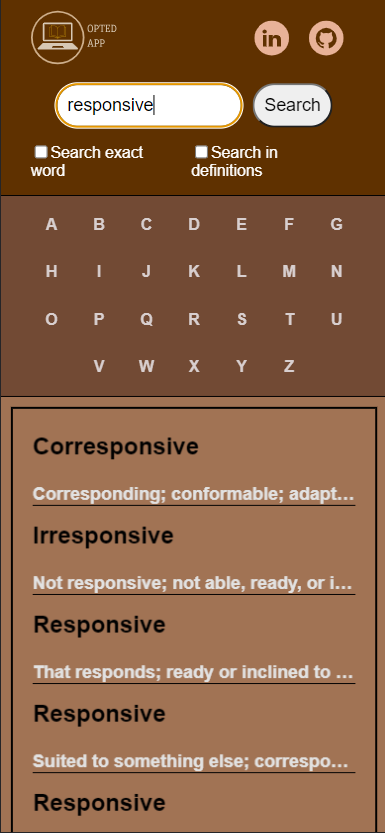 OPTED
APP
responsive
Search
Search exact word
Search in definitions
A B C D E F G
H I J K L M N
O P Q R S T U
V W X Y Z
Corresponsive
Corresponding; conformable; adapt...
Irresponsive
Not responsive; not able, ready, or i...
Responsive
That responds; ready or inclined to ...
Responsive
Suited to something else; correspo...
Responsive